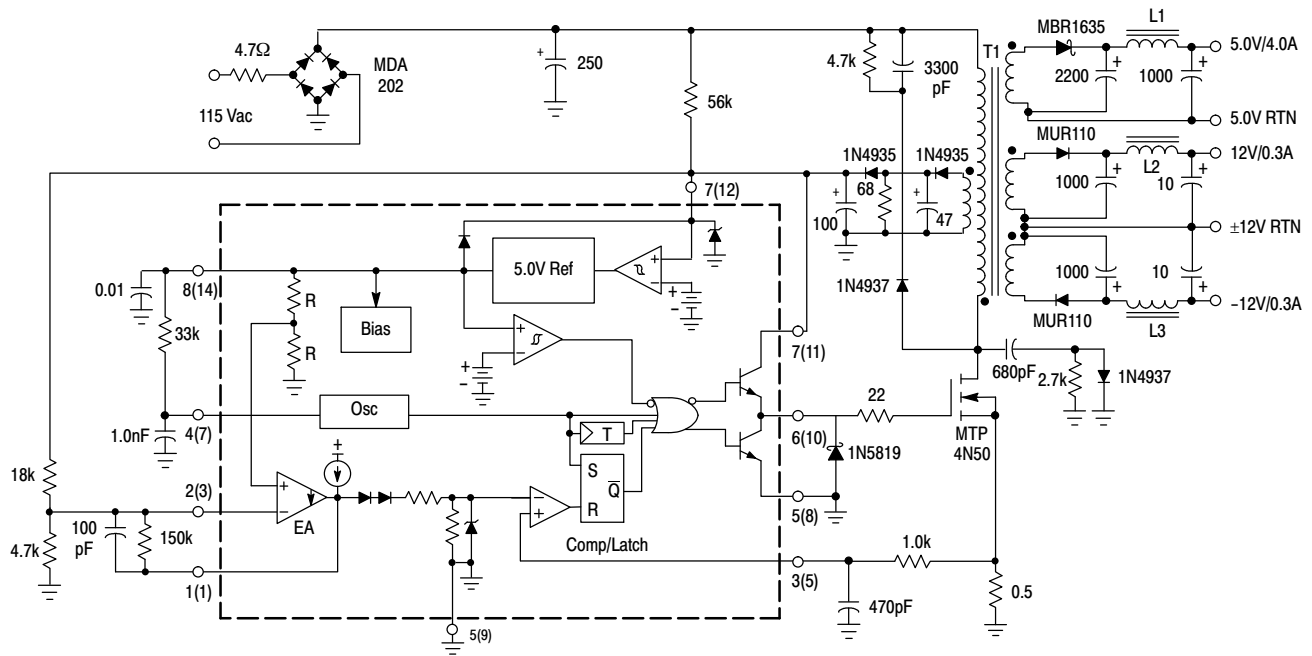 4.7Ω
MDA
202
115 Vac
+
250
56k
4.7k
3300
pF
T1
MBR1635
L1
5.0V/4.0A
+
2200
+
1000
5.0V RTN
MUR110
12V/0.3A
L2
+
1000
+
10
±12V RTN
+
1000
10
+
MUR110
L3
–12V/0.3A
1N4935
1N4935
68
+
100
+
47
1N4937
7(12)
0.01
8(14)
33k
R
R
Bias
5.0V Ref
+
–
+
–
+
–
+
–
7(11)
680pF
2.7k
1N4937
Osc
4(7)
1.0nF
T
6(10)
22
MTP
4N50
1N5819
18k
+
2(3)
+
–
EA
S
R
Q
–
+
5(8)
100
pF
150k
4.7k
Comp/Latch
1.0k
1(1)
3(5)
470pF
0.5
5(9)